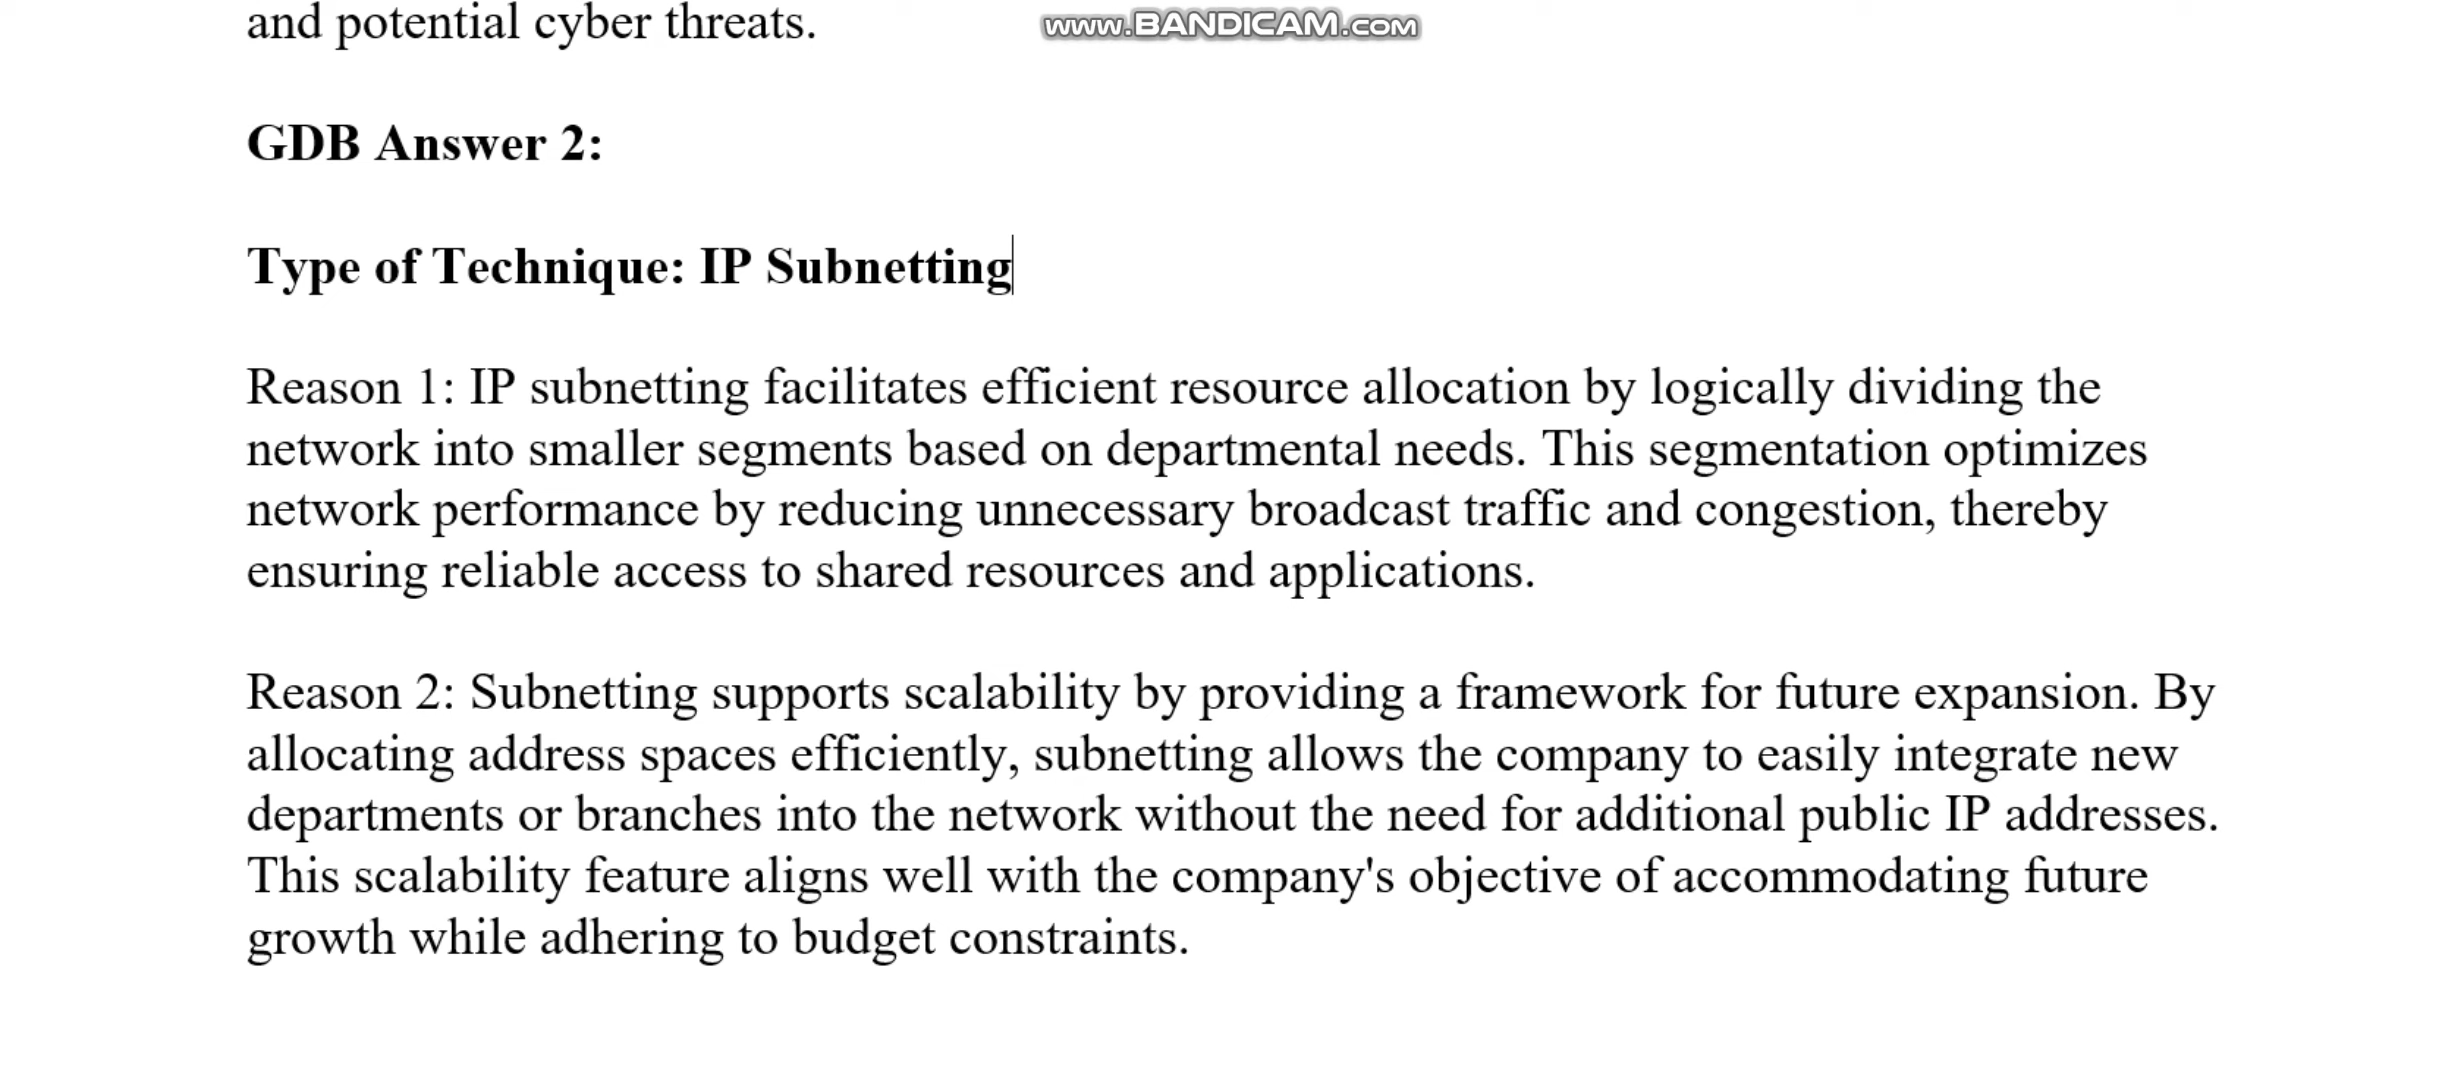 and potential cyber threats.
www.BANDICAM.com
GDB Answer 2:
Type of Technique: IP Subnetting
Reason 1: IP subnetting facilitates efficient resource allocation by logically dividing the
network into smaller segments based on departmental needs. This segmentation optimizes
network performance by reducing unnecessary broadcast traffic and congestion, thereby
ensuring reliable access to shared resources and applications.
Reason 2: Subnetting supports scalability by providing a framework for future expansion. By
allocating address spaces efficiently, subnetting allows the company to easily integrate new
departments or branches into the network without the need for additional public IP addresses.
This scalability feature aligns well with the company's objective of accommodating future
growth while adhering to budget constraints.